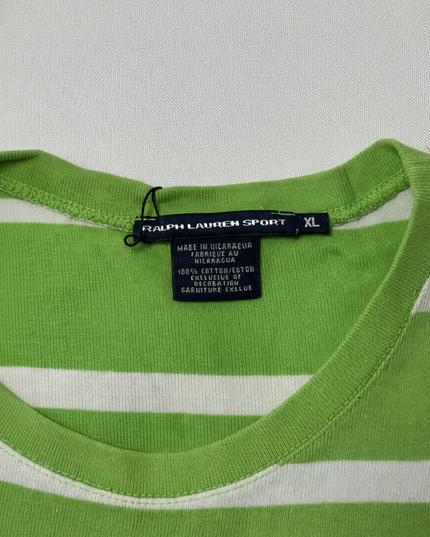 RALPH LAUREN SPORT XL
MADE IN NICARAGUA
FABRIQUE AU
NICARAGUA
100% COTTON/COTON
EXCLUSIVE OF
DECORATION
GARNITURE EXCLUE